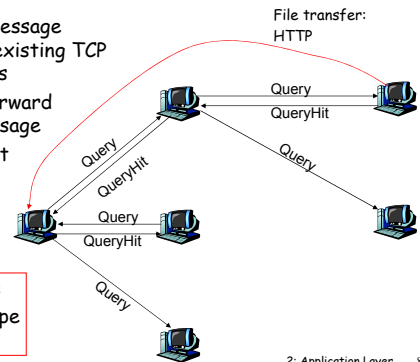 essage
existing TCP
s
rward
sage
t
File transfer:
HTTP
Query
QueryHit
Query
QueryHit
Query
Query
QueryHit
Query
pe
2: Application Layer